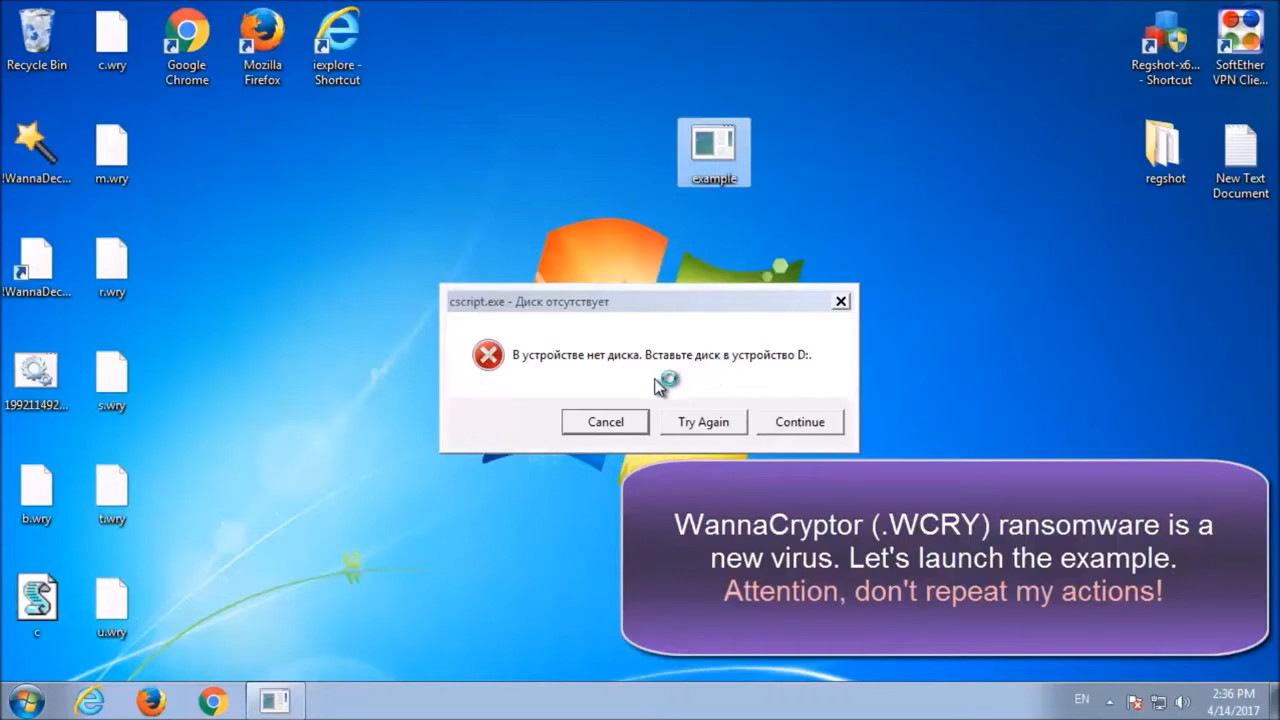 Recycle Bin
c.wry
Google
Chrome
Mozilla
Firefox
iexplore -
Shortcut
Regshot-x6...
- Shortcut
SoftEther
VPN Clie...
!WannaDec...
m.wry
example
regshot
New Text
Document
!WannaDec...
r.wry
cscript.exe - Диск отсутствует
В устройстве нет диска. Вставьте диск в устройство D:.
Cancel
Try Again
Continue
199211492...
s.wry
b.wry
t.wry
WannaCryptor (.WCRY) ransomware is a
new virus. Let's launch the example.
Attention, don't repeat my actions!
c
u.wry
EN
2:36 PM
4/14/2017